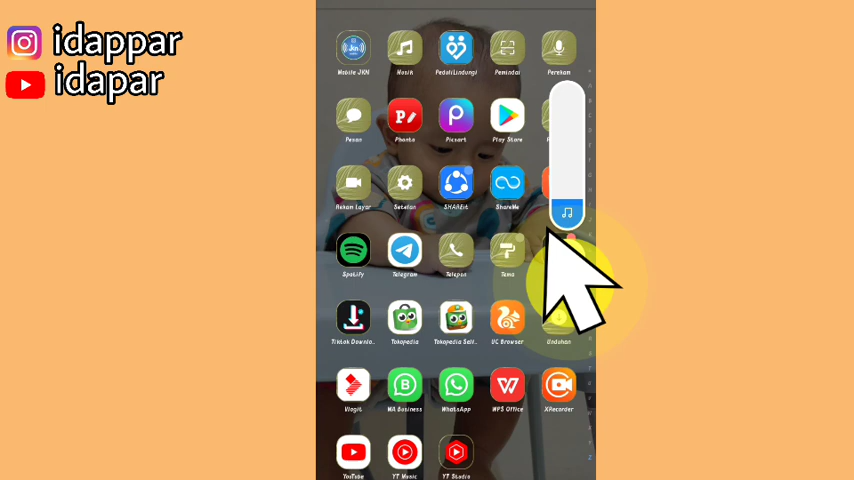 idappar
idapar
Mobile JKN
Musik
PeduliLindungi
Pemindai
Perekam
Pesan
Phonto
Picsart
Play Store
Rekam Layar
Setelan
SHAREit
ShareMe
Spotify
Telegram
Telepon
Tema
Tiktok Downlo..
Tokopedia
Tokopedia Sell..
UC Browser
Unduhan
Vlogit
WA Business
WhatsApp
WPS Office
XRecorder
YouTube
YT Music
YT Studio